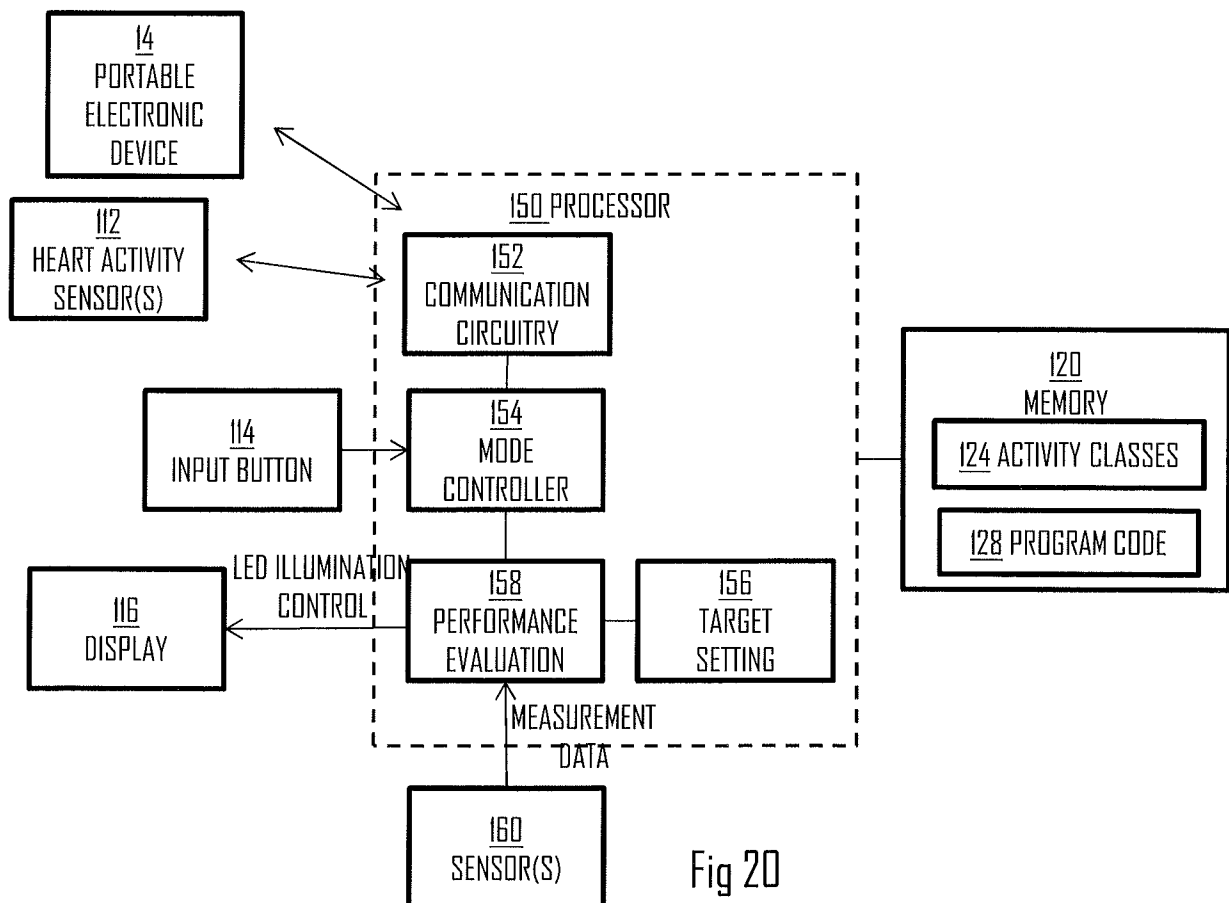 14
PORTABLE
ELECTRONIC
DEVICE
112
HEART ACTIVITY
SENSOR(S)
150 PROCESSOR
152
COMMUNICATION
CIRCUITRY
120
MEMORY
124 ACTIVITY CLASSES
128 PROGRAM CODE
114
INPUT BUTTON
154
MODE
CONTROLLER
LED ILLUMINATION
CONTROL
116
DISPLAY
158
PERFORMANCE
EVALUATION
156
TARGET
SETTING
MEASUREMENT
DATA
160
SENSOR(S)
Fig 20